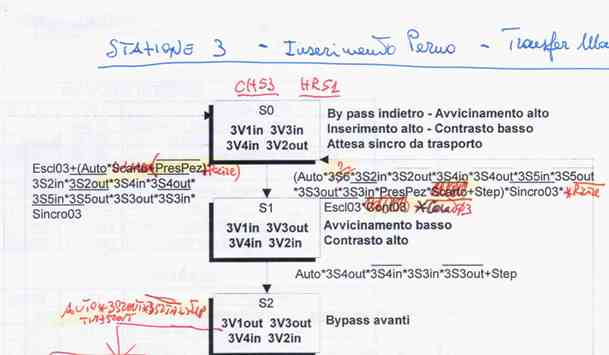 STATIONE 3 - Inserimento Perno - Transfer
CH53 HR51
S0
3V1in 3V3in
3V4in 3V2out
By pass indietro - Avvicinamento alto
Inserimento alto - Contrasto basso
Attesa sincro da trasporto
Escl03+(Auto*Scarto+PresPez)*
3S2in*3S2out*3S4in*3S4out*
3S5in*3S5out*3S3out*3S3in*
Sincro03
(Auto*3S6*3S2in*3S2out*3S4in*3S4out*3S5in*3S5out
*3S3out*3S3in*PresPez*Scarto+Step)*Sincro03*
Escl03*Cont03
S1
3V1in 3V3out
3V4in 3V2in
Avvicinamento basso
Contrasto alto
Auto*3S4out*3S4in*3S3in*3S3out+Step
S2
3V1out 3V3out
3V4in 3V2in
Bypass avanti